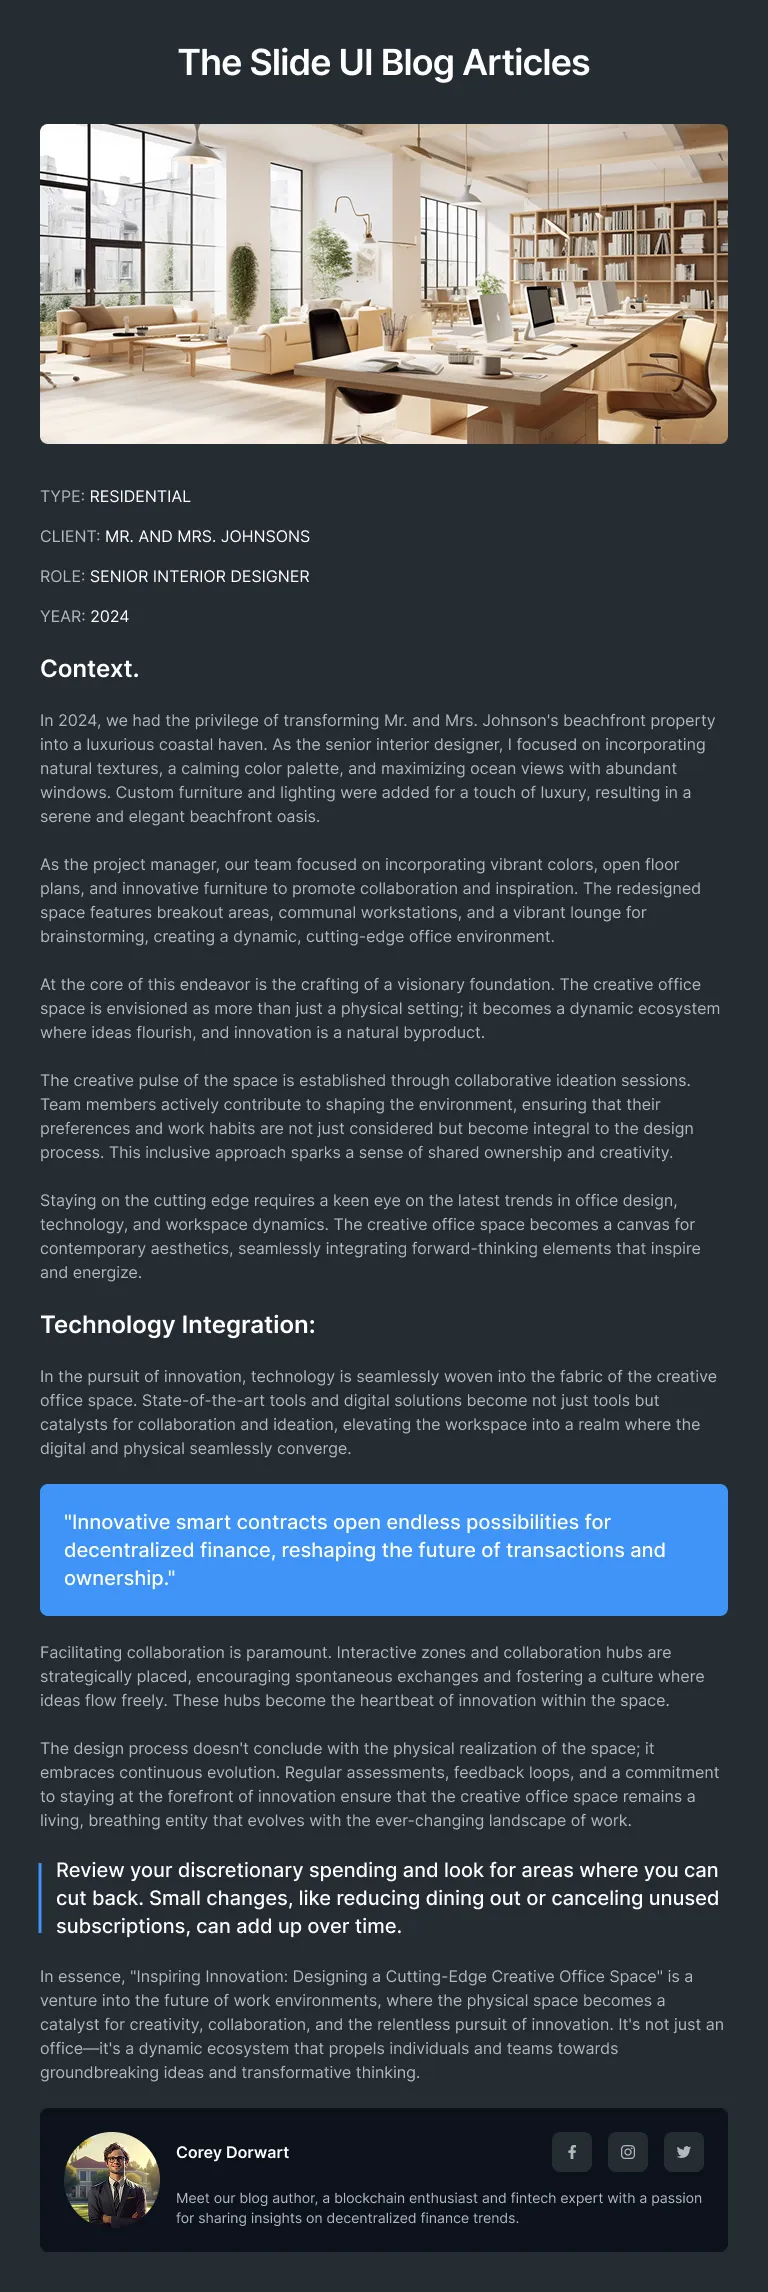 The Slide UI Blog Articles
TYPE: RESIDENTIAL
CLIENT: MR. AND MRS. JOHNSONS
ROLE: SENIOR INTERIOR DESIGNER
YEAR: 2024
Context.
In 2024, we had the privilege of transforming Mr. and Mrs. Johnson's beachfront property
into a luxurious coastal haven. As the senior interior designer, I focused on incorporating
natural textures, a calming color palette, and maximizing ocean views with abundant
windows. Custom furniture and lighting were added for a touch of luxury, resulting in a
serene and elegant beachfront oasis.
As the project manager, our team focused on incorporating vibrant colors, open floor
plans, and innovative furniture to promote collaboration and inspiration. The redesigned
space features breakout areas, communal workstations, and a vibrant lounge for
brainstorming, creating a dynamic, cutting-edge office environment.
At the core of this endeavor is the crafting of a visionary foundation. The creative office
space is envisioned as more than just a physical setting; it becomes a dynamic ecosystem
where ideas flourish, and innovation is a natural byproduct.
The creative pulse of the space is established through collaborative ideation sessions.
Team members actively contribute to shaping the environment, ensuring that their
preferences and work habits are not just considered but become integral to the design
process. This inclusive approach sparks a sense of shared ownership and creativity.
Staying on the cutting edge requires a keen eye on the latest trends in office design,
technology, and workspace dynamics. The creative office space becomes a canvas for
contemporary aesthetics, seamlessly integrating forward-thinking elements that inspire
and energize.
Technology Integration:
In the pursuit of innovation, technology is seamlessly woven into the fabric of the creative
office space. State-of-the-art tools and digital solutions become not just tools but
catalysts for collaboration and ideation, elevating the workspace into a realm where the
digital and physical seamlessly converge.
"Innovative smart contracts open endless possibilities for
decentralized finance, reshaping the future of transactions and
ownership."
Facilitating collaboration is paramount. Interactive zones and collaboration hubs are
strategically placed, encouraging spontaneous exchanges and fostering a culture where
ideas flow freely. These hubs become the heartbeat of innovation within the space.
The design process doesn't conclude with the physical realization of the space; it
embraces continuous evolution. Regular assessments, feedback loops, and a commitment
to staying at the forefront of innovation ensure that the creative office space remains a
living, breathing entity that evolves with the ever-changing landscape of work.
Review your discretionary spending and look for areas where you can
cut back. Small changes, like reducing dining out or canceling unused
subscriptions, can add up over time.
In essence, "Inspiring Innovation: Designing a Cutting-Edge Creative Office Space" is a
venture into the future of work environments, where the physical space becomes a
catalyst for creativity, collaboration, and the relentless pursuit of innovation. It's not just an
office—it's a dynamic ecosystem that propels individuals and teams towards
groundbreaking ideas and transformative thinking.
Corey Dorwart
Meet our blog author, a blockchain enthusiast and fintech expert with a passion
for sharing insights on decentralized finance trends.